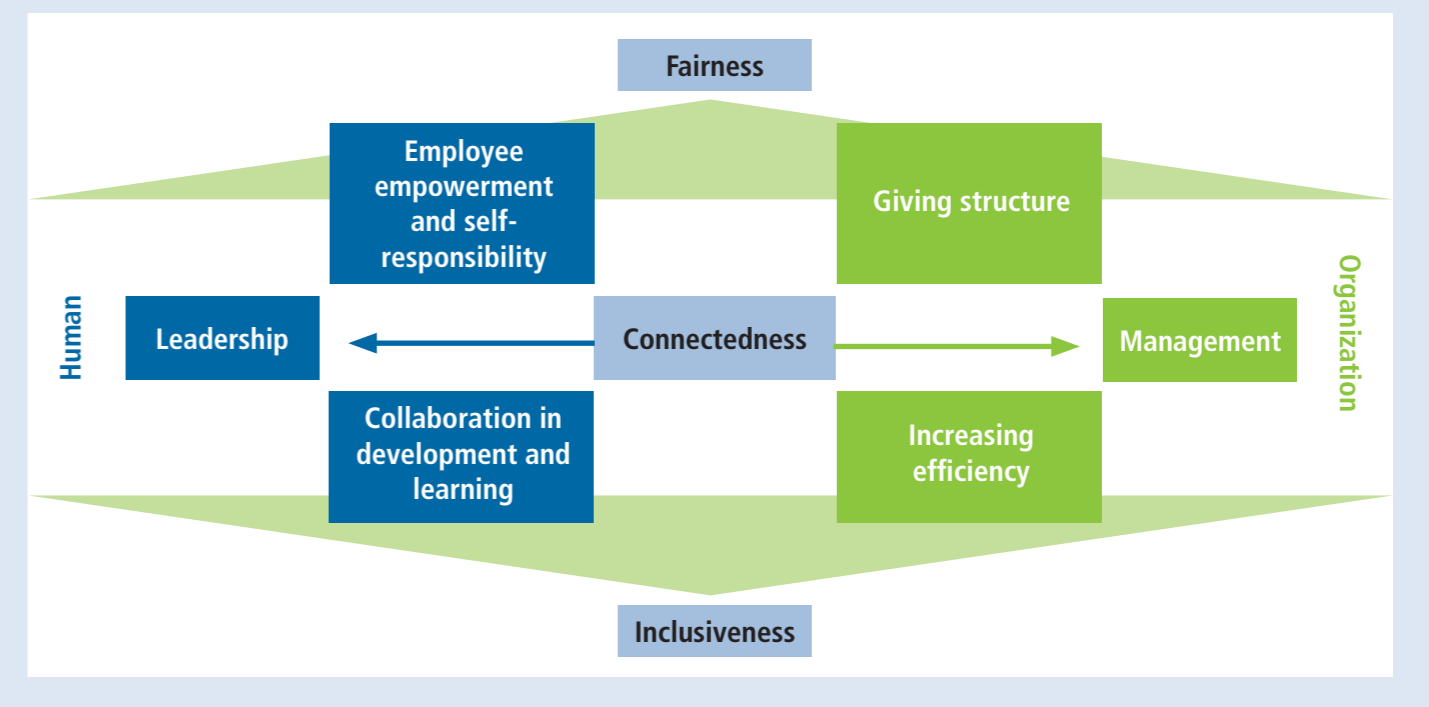 Fairness
Employee
empowerment
and self-
responsibility
Giving structure
Human
Leadership
Connectedness
Management
Organization
Collaboration in
development and
learning
Increasing
efficiency
Inclusiveness